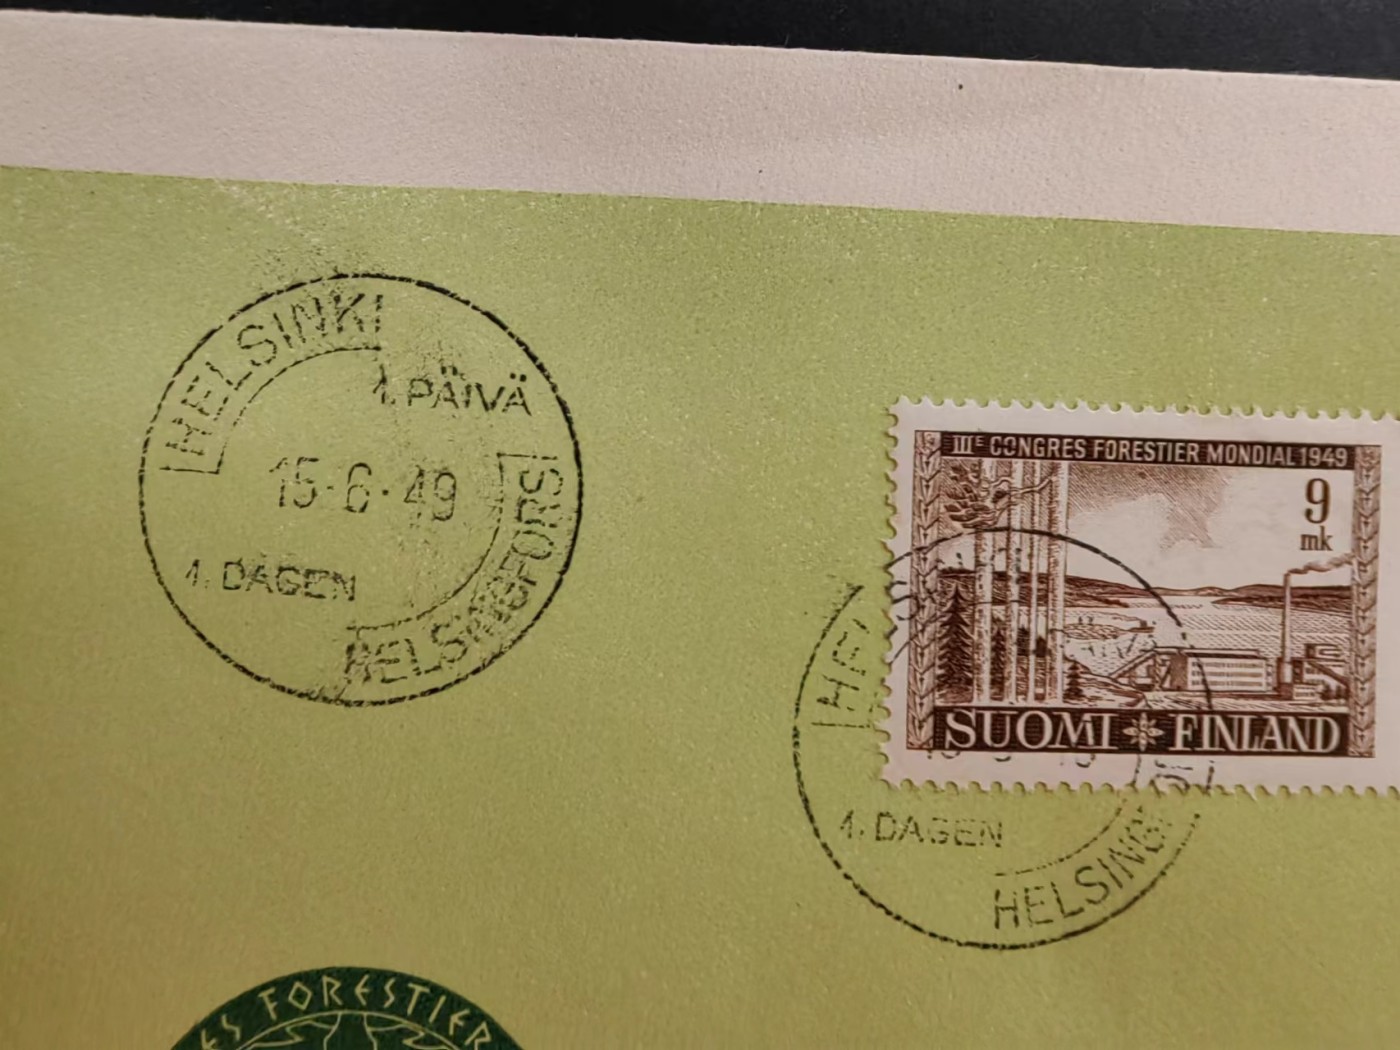 HELSINKI
1. PÄIVÄ
15·6·49
1. DAGEN
HELSINGFORS
IIIE CONGRES FORESTIER MONDIAL 1949
9
mk
SUOMI FINLAND
1. DAGEN
FORESTIER